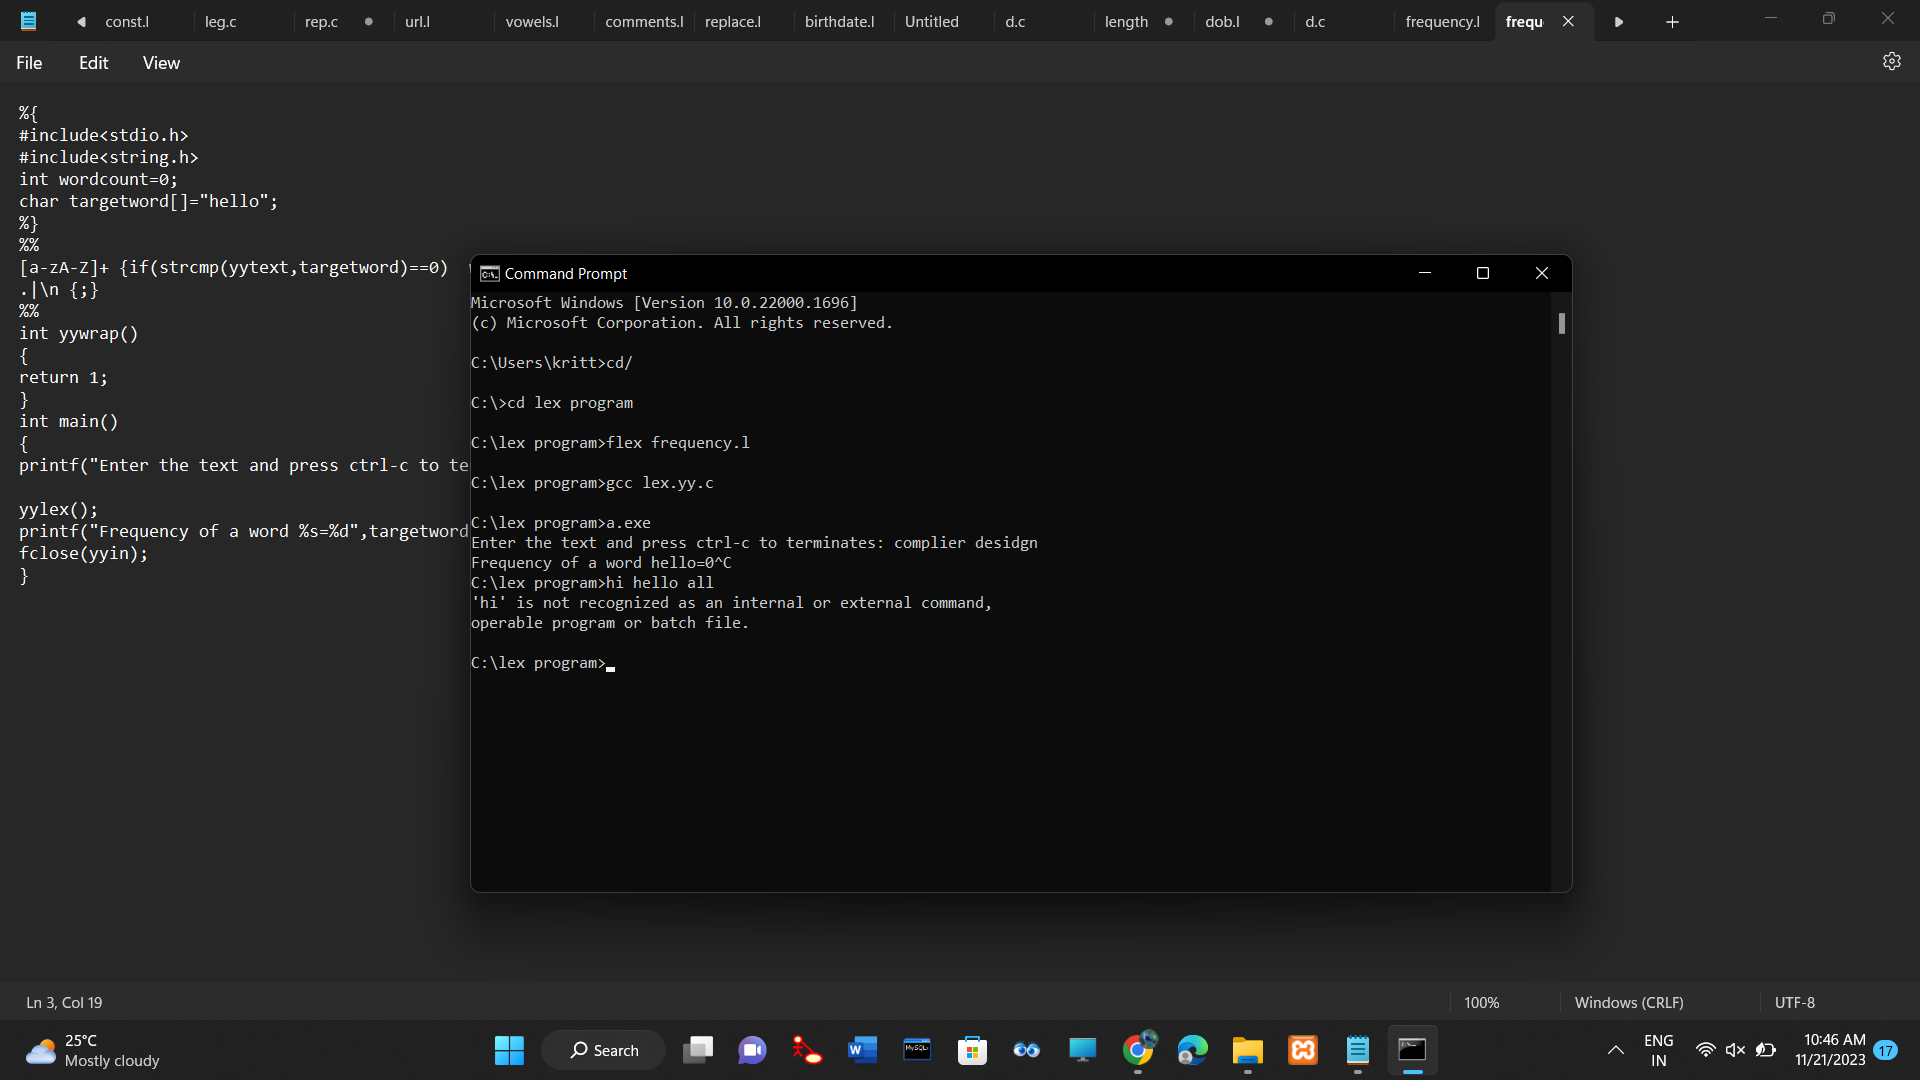 const.l leg.c rep.c url.l vowels.l comments.l replace.l birthdate.l Untitled d.c length dob.l d.c frequency.l frequ
File Edit View
%{
#include<stdio.h>
#include<string.h>
int wordcount=0;
char targetword[]="hello";
%}
%%
[a-zA-Z]+ {if(strcmp(yytext,targetword)==0)
.|\n {;}
%%
int yywrap()
{
return 1;
}
int main()
{
printf("Enter the text and press ctrl-c to te
yylex();
printf("Frequency of a word %s=%d",targetword
fclose(yyin);
}
Command Prompt
Microsoft Windows [Version 10.0.22000.1696]
(c) Microsoft Corporation. All rights reserved.
C:\Users\kritt>cd/
C:\>cd lex program
C:\lex program>flex frequency.l
C:\lex program>gcc lex.yy.c
C:\lex program>a.exe
Enter the text and press ctrl-c to terminates: complier desidgn
Frequency of a word hello=0^C
C:\lex program>hi hello all
'hi' is not recognized as an internal or external command,
operable program or batch file.
C:\lex program>
Ln 3, Col 19 100% Windows (CRLF) UTF-8
25°C
Mostly cloudy
Search
W
MySQL
ENG
IN
10:46 AM
11/21/2023
17